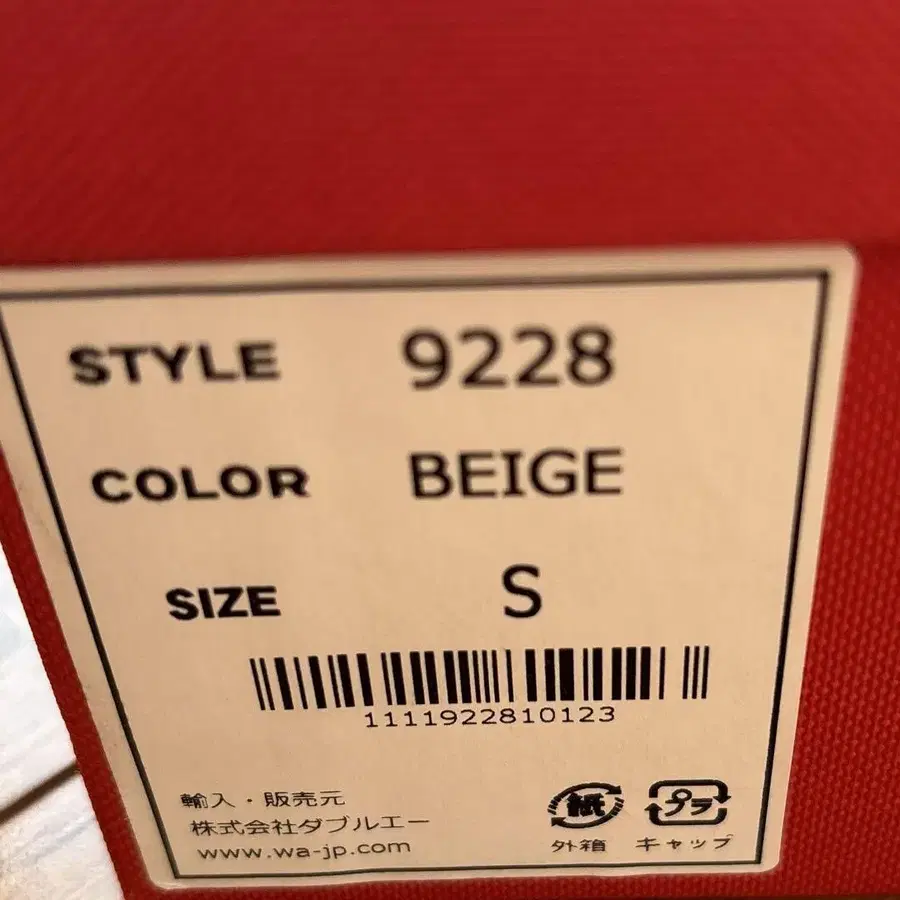 STYLE 9228
COLOR BEIGE
SIZE S
1111922810123
輸入・販売元
株式会社ダブルエー
www.wa-jp.com
紙 プラ
外箱 キャップ